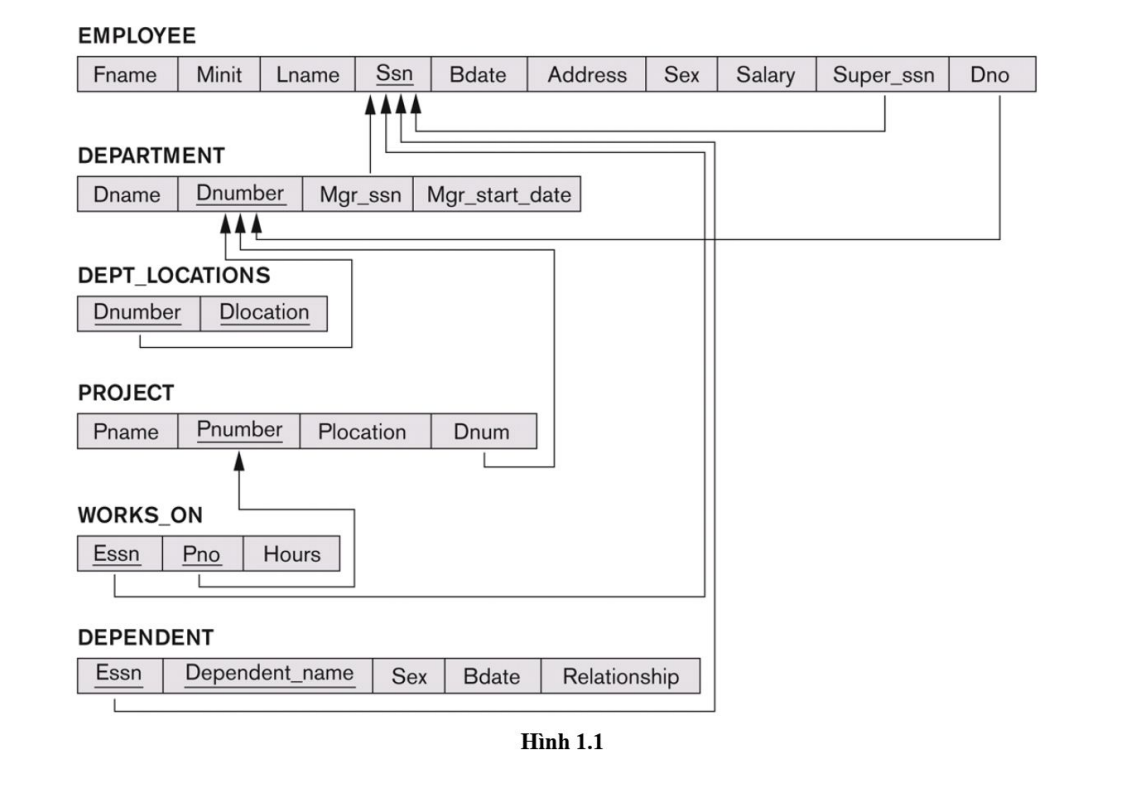 EMPLOYEE
Fname Minit Lname Ssn Bdate Address Sex Salary Super_ssn Dno
DEPARTMENT
Dname Dnumber Mgr_ssn Mgr_start_date
DEPT_LOCATIONS
Dnumber Dlocation
PROJECT
Pname Pnumber Plocation Dnum
WORKS_ON
Essn Pno Hours
DEPENDENT
Essn Dependent_name Sex Bdate Relationship
Hình 1.1